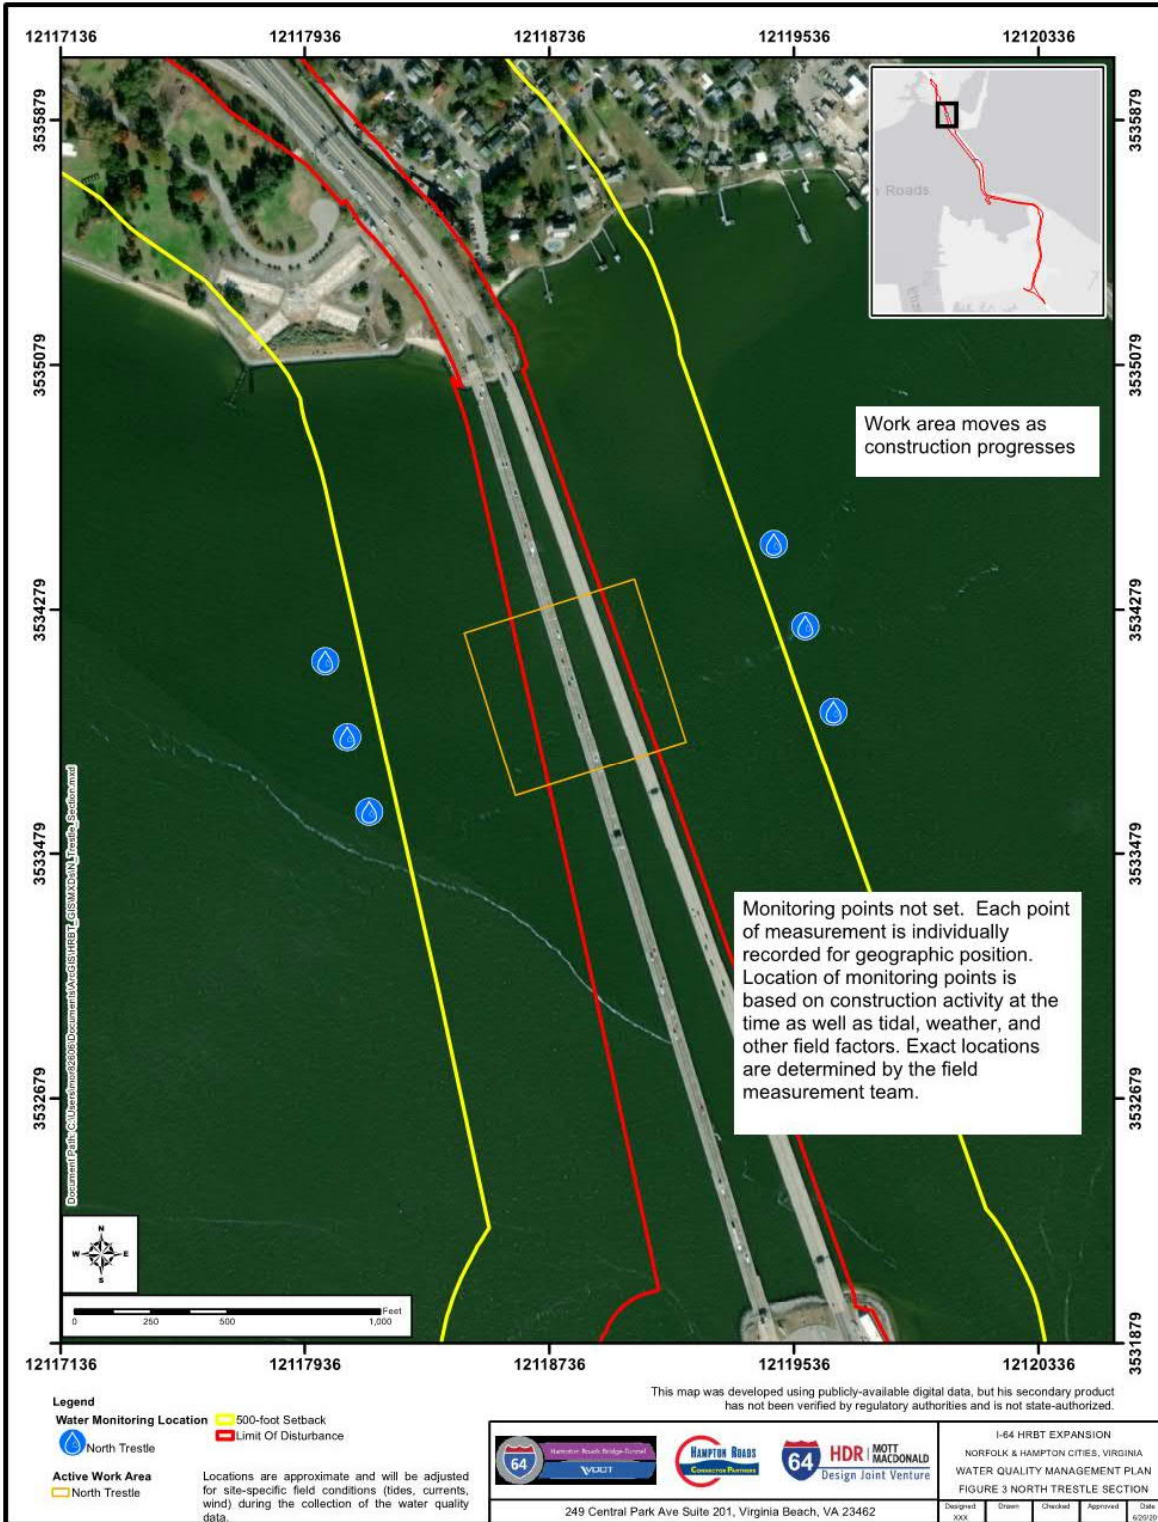 12117136 12117936 12118736 12119536 12120336
3535879 3535879
Roads
3535079 3535079
Work area moves as
construction progresses
3534279 3534279
3533479 3533479
Monitoring points not set. Each point
of measurement is individually
recorded for geographic position.
Location of monitoring points is
based on construction activity at the
time as well as tidal, weather, and
other field factors. Exact locations
are determined by the field
measurement team.
3532679 3532679
N
W E
S
Feet
0 250 500 1,000
3531879
12117136 12117936 12118736 12119536 12120336
This map was developed using publicly-available digital data, but his secondary product
has not been verified by regulatory authorities and is not state-authorized.
Legend
Water Monitoring Location
North Trestle
500-foot Setback
Limit Of Disturbance
Active Work Area
North Trestle
Locations are approximate and will be adjusted
for site-specific field conditions (tides, currents,
wind) during the collection of the water quality
data.
64
Hampton Roads Bridge-Tunnel
VDOT
HAMPTON ROADS
CONNECTOR PARTNERS
64
HDR | MOTT
MACDONALD
Design Joint Venture
249 Central Park Ave Suite 201, Virginia Beach, VA 23462
I-64 HRBT EXPANSION
NORFOLK & HAMPTON CITIES, VIRGINIA
WATER QUALITY MANAGEMENT PLAN
FIGURE 3 NORTH TRESTLE SECTION
Designed Drawn Checked Approved Date
XXX